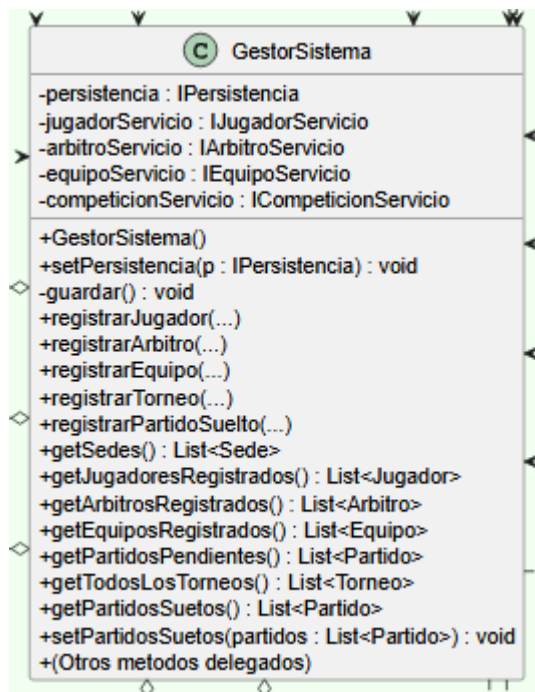 C GestorSistema
-persistencia : IPersistencia
-jugadorServicio : IJugadorServicio
-arbitroServicio : IArbitroServicio
-equipoServicio : IEquipoServicio
-competicionServicio : ICompeticionServicio
+GestorSistema()
+setPersistencia(p : IPersistencia) : void
-guardar() : void
+registrarJugador(...)
+registrarArbitro(...)
+registrarEquipo(...)
+registrarTorneo(...)
+registrarPartidoSuelto(...)
+getSedes() : List<Sede>
+getJugadoresRegistrados() : List<Jugador>
+getArbitrosRegistrados() : List<Arbitro>
+getEquiposRegistrados() : List<Equipo>
+getPartidosPendientes() : List<Partido>
+getTodosLosTorneos() : List<Torneo>
+getPartidosSuetos() : List<Partido>
+setPartidosSuetos(partidos : List<Partido>) : void
+(Otros metodos delegados)